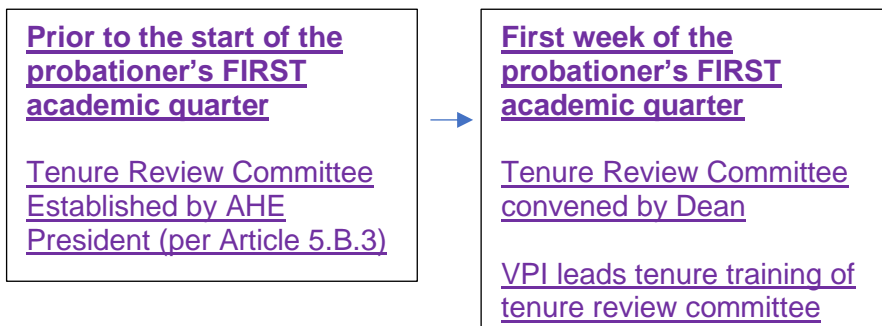 Prior to the start of the
probationer’s FIRST
academic quarter
Tenure Review Committee
Established by AHE
President (per Article 5.B.3)
First week of the
probationer’s FIRST
academic quarter
Tenure Review Committee
convened by Dean
VPI leads tenure training of
tenure review committee